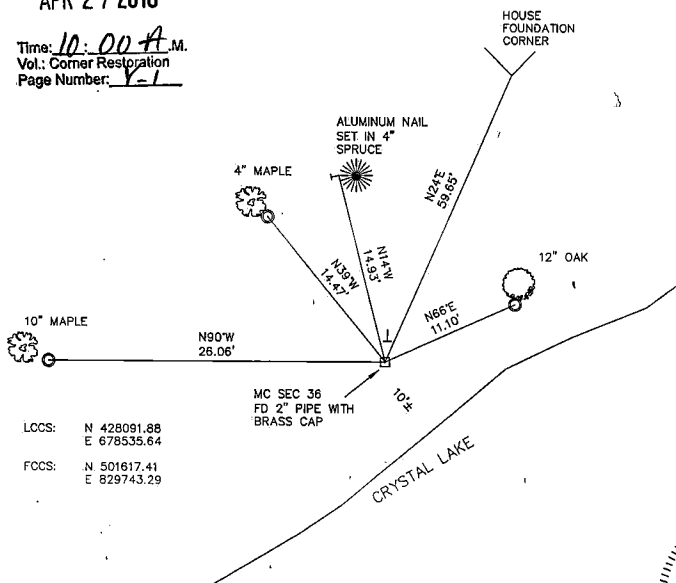 APR 27 2018
Time: 10:00 A.M.
Vol.: Corner Restoration
Page Number: Y-1
HOUSE
FOUNDATION
CORNER
ALUMINUM NAIL
SET IN 4"
SPRUCE
4" MAPLE
N24°E
59.65'
N14°W
14.93'
N39°W
14.47'
12" OAK
N66°E
11.10'
10" MAPLE
N90°W
26.06'
MC SEC 36
FD 2" PIPE WITH
BRASS CAP
10"±
CRYSTAL LAKE
LCCS: N 428091.88
E 678535.64
FCCS: N 501617.41
E 829743.29